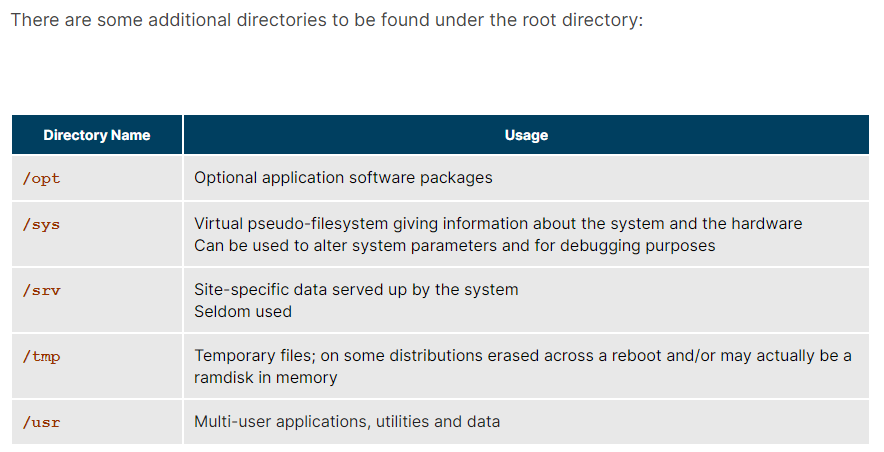 There are some additional directories to be found under the root directory:
Directory Name Usage
/opt Optional application software packages
/sys Virtual pseudo-filesystem giving information about the system and the hardware
Can be used to alter system parameters and for debugging purposes
/srv Site-specific data served up by the system
Seldom used
/tmp Temporary files; on some distributions erased across a reboot and/or may actually be a
ramdisk in memory
/usr Multi-user applications, utilities and data